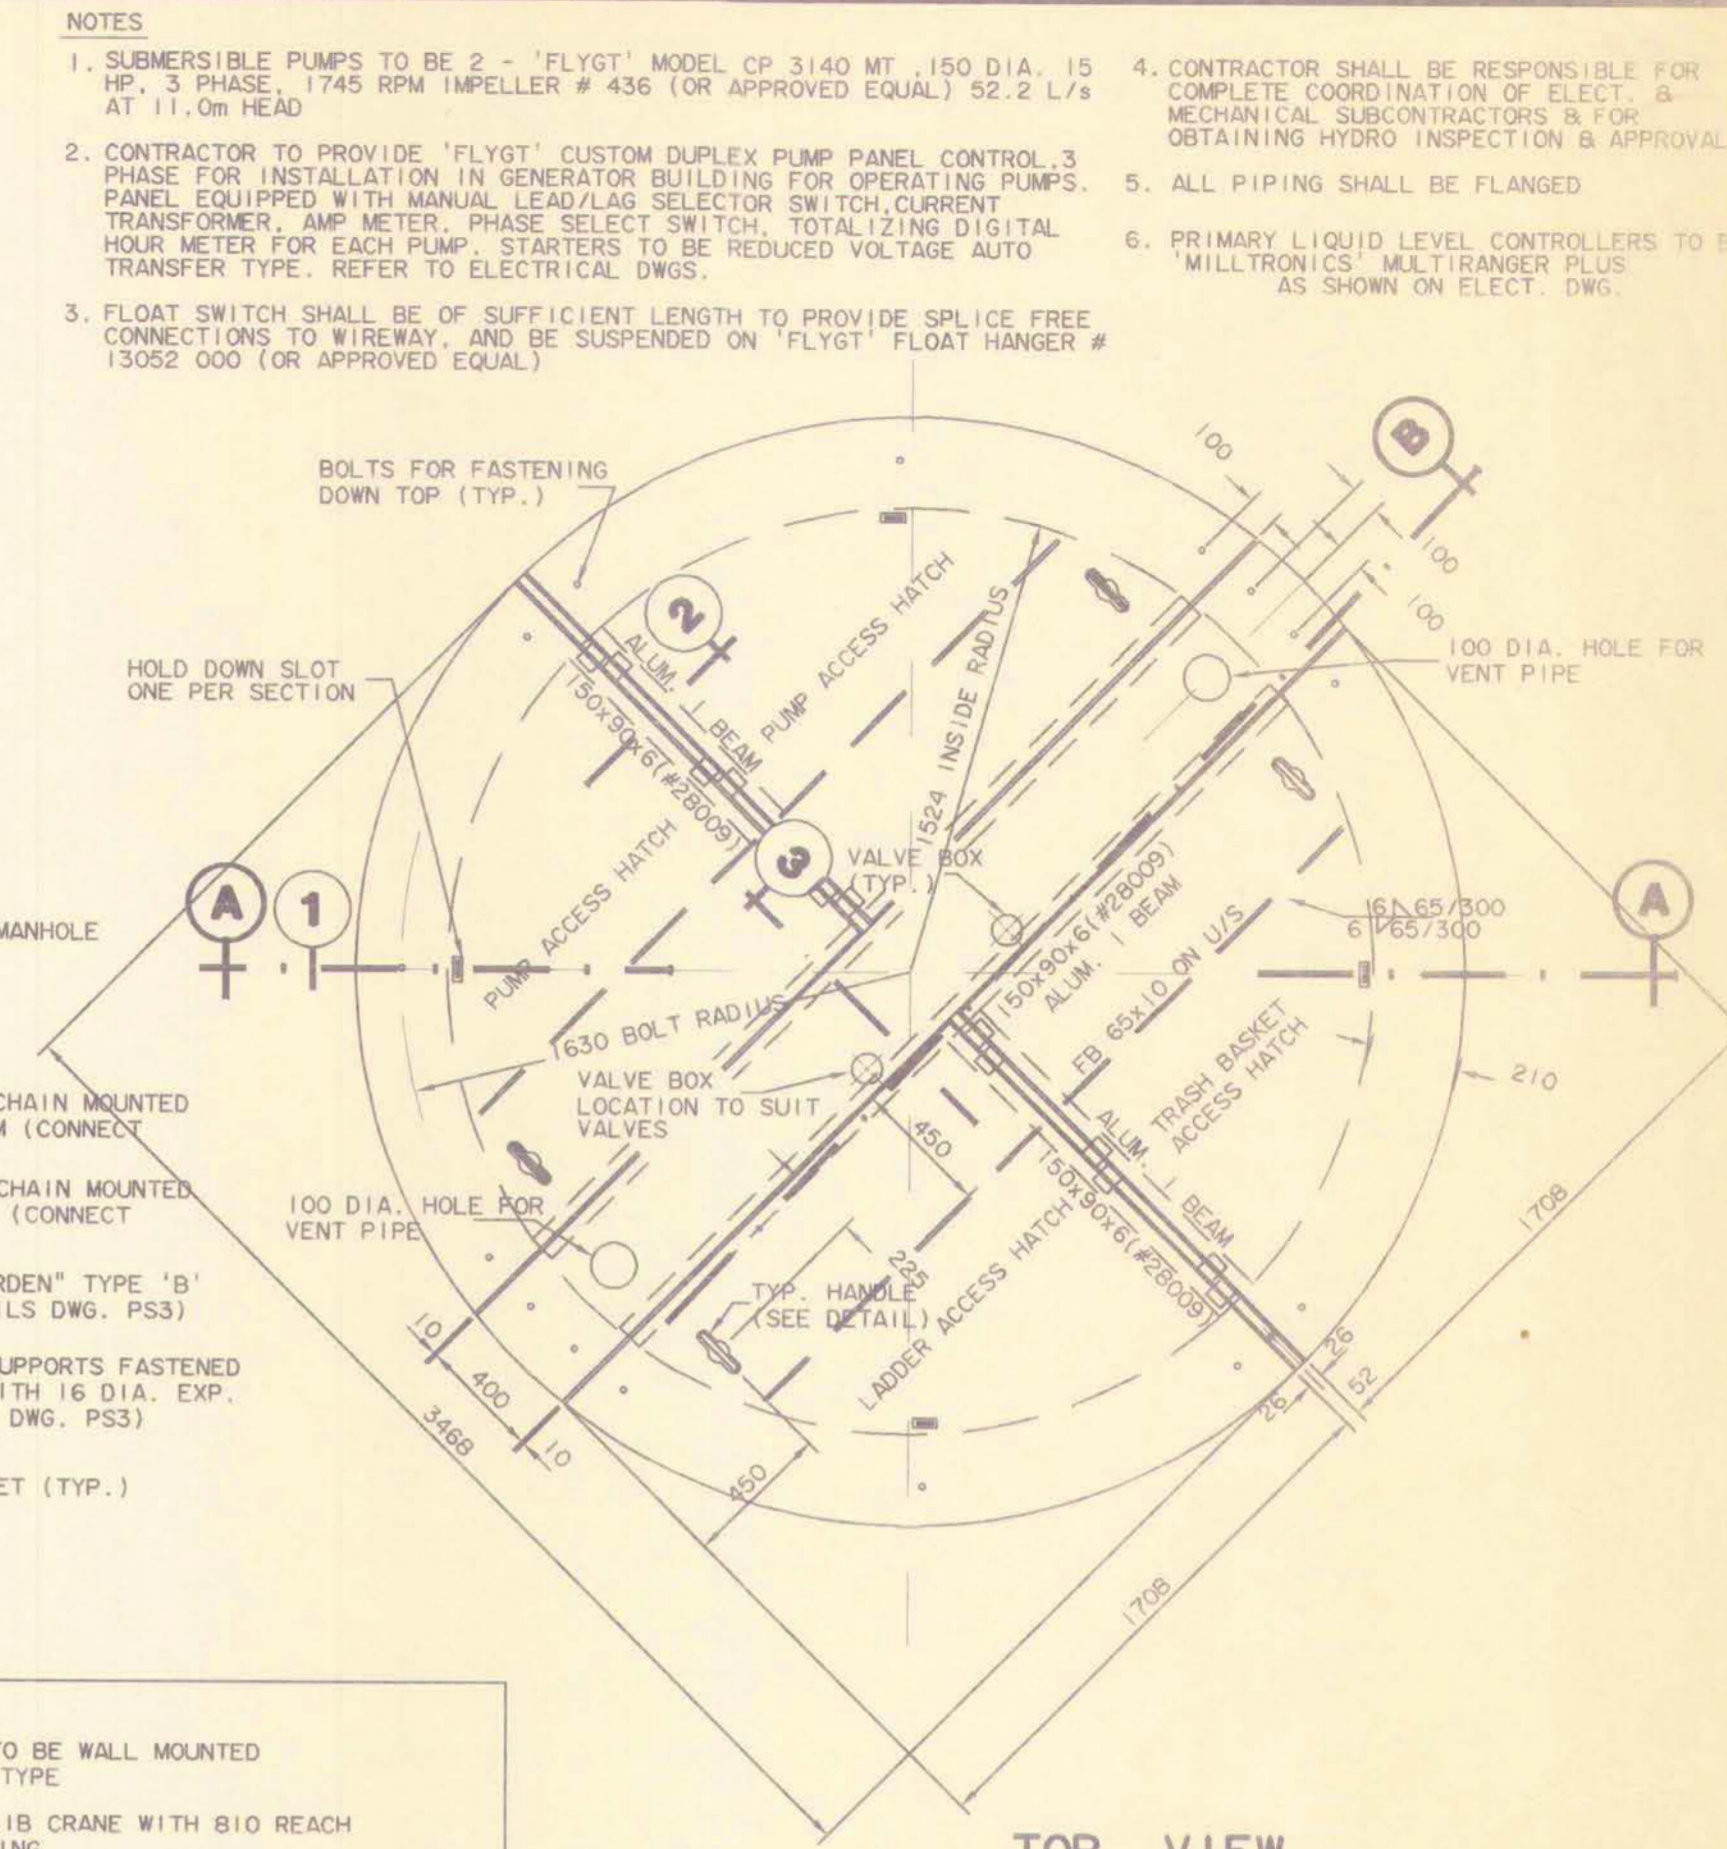 NOTES
1. SUBMERSIBLE PUMPS TO BE 2 - 'FLYGT' MODEL CP 3140 MT .150 DIA. 15
HP, 3 PHASE, 1745 RPM IMPELLER # 436 (OR APPROVED EQUAL) 52.2 L/s
AT 11.0m HEAD
2. CONTRACTOR TO PROVIDE 'FLYGT' CUSTOM DUPLEX PUMP PANEL CONTROL.3
PHASE FOR INSTALLATION IN GENERATOR BUILDING FOR OPERATING PUMPS.
PANEL EQUIPPED WITH MANUAL LEAD/LAG SELECTOR SWITCH.CURRENT
TRANSFORMER, AMP METER, PHASE SELECT SWITCH, TOTALIZING DIGITAL
HOUR METER FOR EACH PUMP. STARTERS TO BE REDUCED VOLTAGE AUTO
TRANSFER TYPE. REFER TO ELECTRICAL DWGS.
3. FLOAT SWITCH SHALL BE OF SUFFICIENT LENGTH TO PROVIDE SPLICE FREE
CONNECTIONS TO WIREWAY, AND BE SUSPENDED ON 'FLYGT' FLOAT HANGER #
13052 000 (OR APPROVED EQUAL)
4. CONTRACTOR SHALL BE RESPONSIBLE FOR
COMPLETE COORDINATION OF ELECT. &
MECHANICAL SUBCONTRACTORS & FOR
OBTAINING HYDRO INSPECTION & APPROVAL
5. ALL PIPING SHALL BE FLANGED
6. PRIMARY LIQUID LEVEL CONTROLLERS TO
'MILLTRONICS' MULTIRANGER PLUS
AS SHOWN ON ELECT. DWG.
BOLTS FOR FASTENING
DOWN TOP (TYP.)
100
B
100
100
HOLD DOWN SLOT
ONE PER SECTION
2
ALUM. I BEAM
150x90x6(#28009)
PUMP ACCESS HATCH
1524 INSIDE RADIUS
100 DIA. HOLE FOR
VENT PIPE
3
VALVE BOX
(TYP.)
PUMP ACCESS HATCH
A
1
MANHOLE
150x90x6(#28009)
ALUM. I BEAM
FB 65x10 ON U/S
6 65/300
6 65/300
A
1630 BOLT RADIUS
VALVE BOX
LOCATION TO SUIT
VALVES
TRASH BASKET
ACCESS HATCH
210
CHAIN MOUNTED
M (CONNECT
450
ALUM. I BEAM
150x90x6(#28009)
CHAIN MOUNTED
(CONNECT
100 DIA. HOLE FOR
VENT PIPE
1708
225
RDEN" TYPE 'B'
ILS DWG. PS3)
TYP. HANDLE
(SEE DETAIL)
LADDER ACCESS HATCH
10
400
10
3468
26
52
26
UPPORTS FASTENED
ITH 16 DIA. EXP.
DWG. PS3)
450
ET (TYP.)
1708
TO BE WALL MOUNTED
TYPE
IB CRANE WITH 810 REACH
TOP VIEW